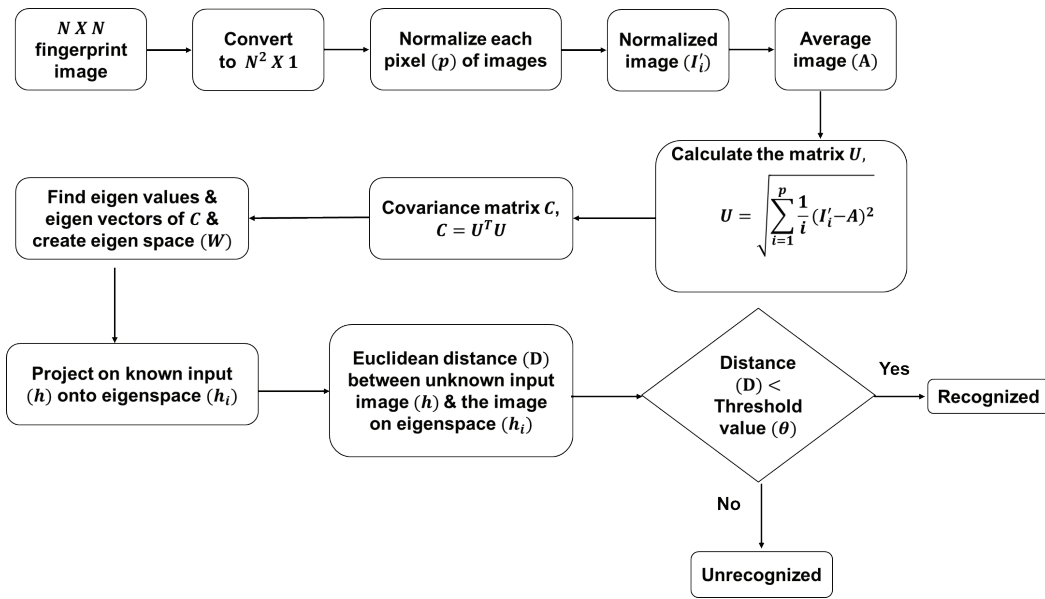 N X N
fingerprint
image
Convert
to N² X 1
Normalize each
pixel (p) of images
Normalized
image (I′ᵢ)
Average
image (A)
Calculate the matrix U,
U = √(∑ᵢ₌₁ᵖ 1/i (I′ᵢ−A)²)
Covariance matrix C,
C = UᵀU
Find eigen values &
eigen vectors of C &
create eigen space (W)
Project on known input
(h) onto eigenspace (hᵢ)
Euclidean distance (D)
between unknown input
image (h) & the image
on eigenspace (hᵢ)
Distance
(D) <
Threshold
value (θ)
Yes
Recognized
No
Unrecognized